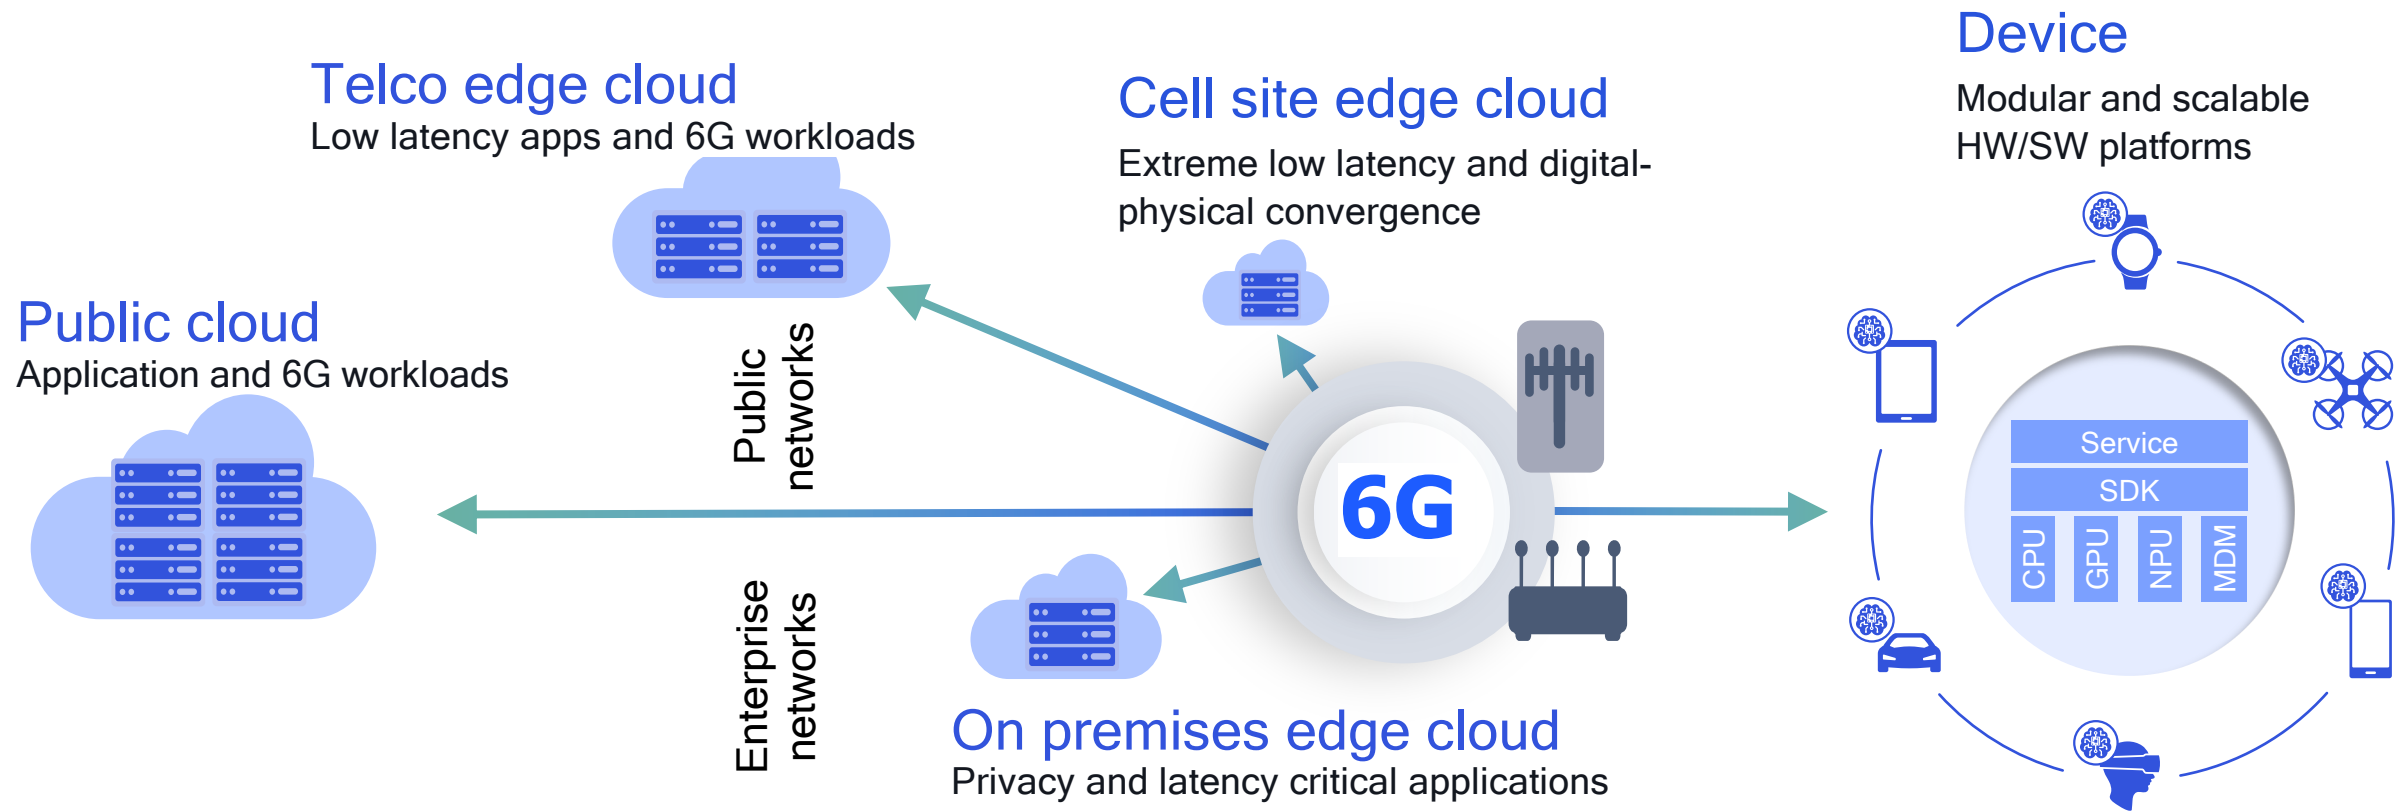 Device
Modular and scalable
HW/SW platforms
Telco edge cloud
Low latency apps and 6G workloads
Cell site edge cloud
Extreme low latency and digital-
physical convergence
Public cloud
Application and 6G workloads
Public
networks
6G
Service
SDK
CPU
GPU
NPU
MDM
Enterprise
networks
On premises edge cloud
Privacy and latency critical applications